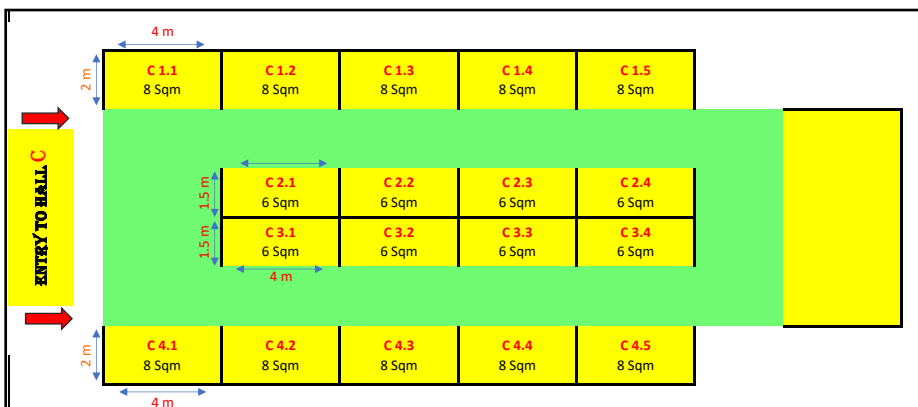 4 m
2 m
C 1.1 C 1.2 C 1.3 C 1.4 C 1.5
8 Sqm 8 Sqm 8 Sqm 8 Sqm 8 Sqm
ENTRY TO HALL C
1.5 m
C 2.1 C 2.2 C 2.3 C 2.4
6 Sqm 6 Sqm 6 Sqm 6 Sqm
1.5 m
C 3.1 C 3.2 C 3.3 C 3.4
6 Sqm 6 Sqm 6 Sqm 6 Sqm
4 m
2 m
C 4.1 C 4.2 C 4.3 C 4.4 C 4.5
8 Sqm 8 Sqm 8 Sqm 8 Sqm 8 Sqm
4 m